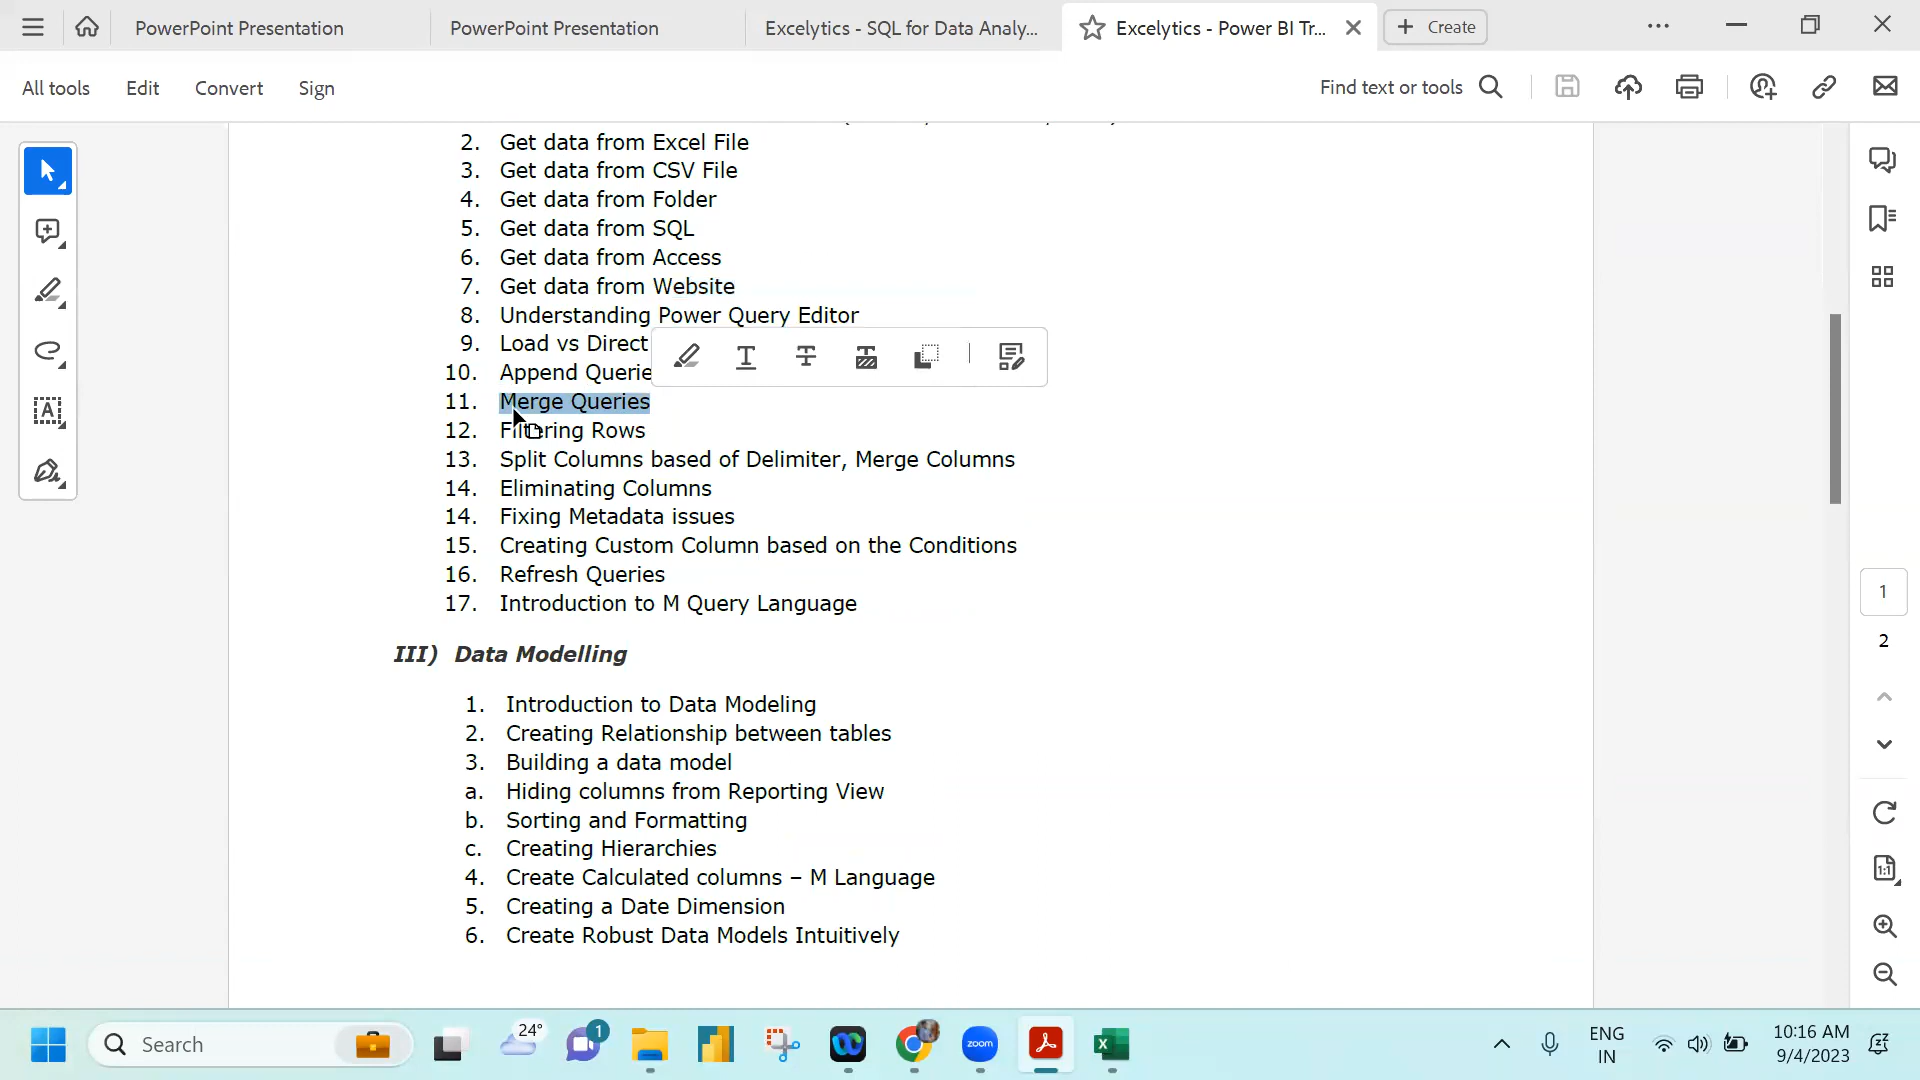 PowerPoint Presentation
PowerPoint Presentation
Excelytics - SQL for Data Analy...
Excelytics - Power BI Tr...
Create
All tools
Edit
Convert
Sign
Find text or tools
2. Get data from Excel File
3. Get data from CSV File
4. Get data from Folder
5. Get data from SQL
6. Get data from Access
7. Get data from Website
8. Understanding Power Query Editor
9. Load vs Direct
10. Append Querie
11. Merge Queries
12. Filtering Rows
13. Split Columns based of Delimiter, Merge Columns
14. Eliminating Columns
14. Fixing Metadata issues
15. Creating Custom Column based on the Conditions
16. Refresh Queries
17. Introduction to M Query Language
III) Data Modelling
1. Introduction to Data Modeling
2. Creating Relationship between tables
3. Building a data model
a. Hiding columns from Reporting View
b. Sorting and Formatting
c. Creating Hierarchies
4. Create Calculated columns – M Language
5. Creating a Date Dimension
6. Create Robust Data Models Intuitively
1
2
1:1
Search
24°
1
zoom
ENG
IN
10:16 AM
9/4/2023